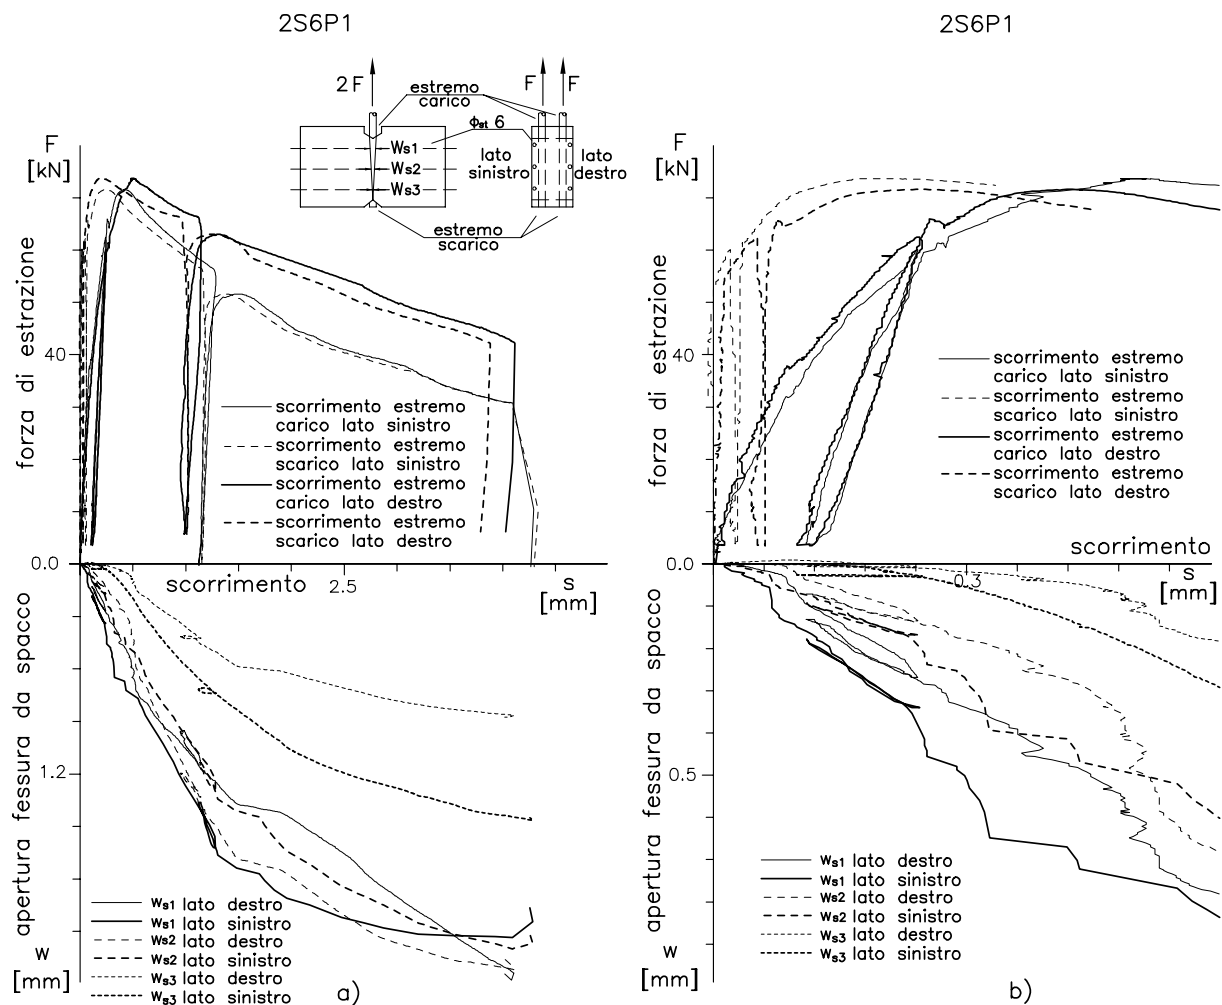 2S6P1
2S6P1
2F
estremo
carico
F
F
Φst 6
Ws1
Ws2
Ws3
lato
sinistro
lato
destro
estremo
scarico
F
[kN]
forza di estrazione
40
0.0
scorrimento estremo
carico lato sinistro
scorrimento estremo
scarico lato sinistro
scorrimento estremo
carico lato destro
scorrimento estremo
scarico lato destro
scorrimento
2.5
s
[mm]
apertura fessura da spacco
1.2
w
[mm]
Ws1 lato destro
Ws1 lato sinistro
Ws2 lato destro
Ws2 lato sinistro
Ws3 lato destro
Ws3 lato sinistro
a)
F
[kN]
forza di estrazione
40
0.0
scorrimento estremo
carico lato sinistro
scorrimento estremo
scarico lato sinistro
scorrimento estremo
carico lato destro
scorrimento estremo
scarico lato destro
scorrimento
0.3
s
[mm]
apertura fessura da spacco
0.5
w
[mm]
Ws1 lato destro
Ws1 lato sinistro
Ws2 lato destro
Ws2 lato sinistro
Ws3 lato destro
Ws3 lato sinistro
b)